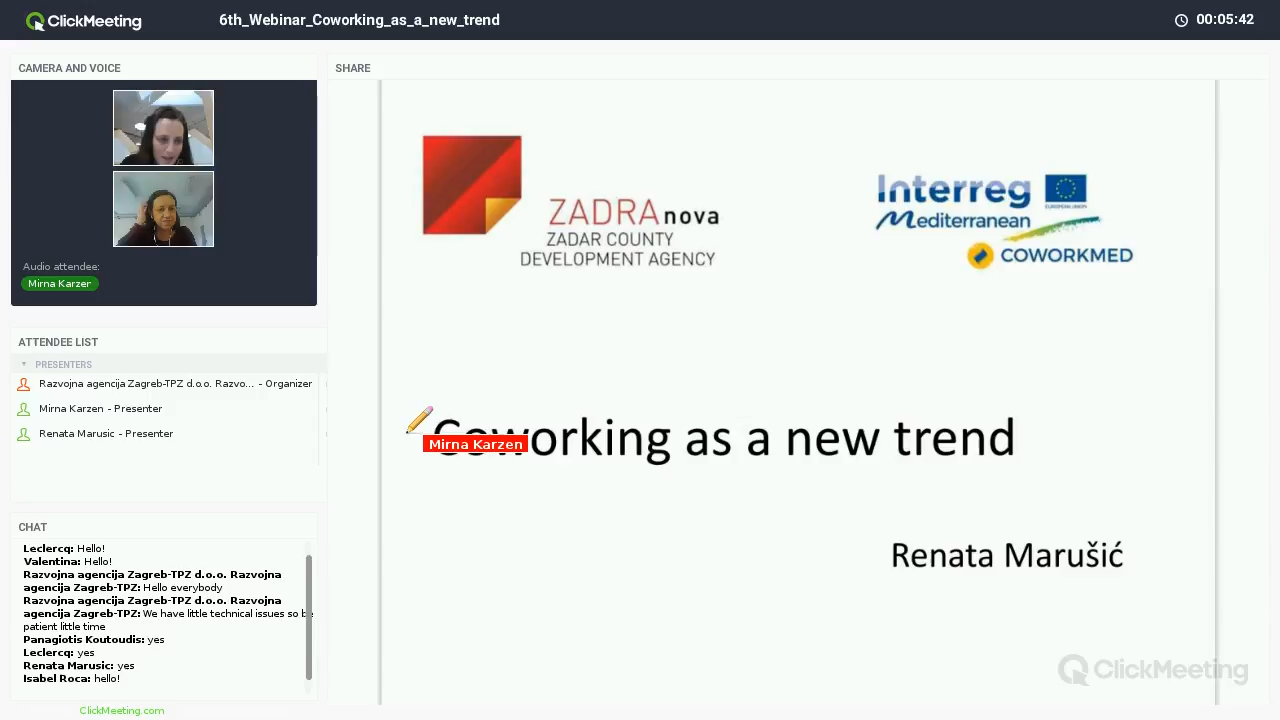 ClickMeeting
6th_Webinar_Coworking_as_a_new_trend
00:05:42
CAMERA AND VOICE
Audio attendee:
Mirna Karzen
ATTENDEE LIST
PRESENTERS
Razvojna agencija Zagreb-TPZ d.o.o. Razvo... - Organizer
Mirna Karzen - Presenter
Renata Marusic - Presenter
CHAT
Leclercq: Hello!
Valentina: Hello!
Razvojna agencija Zagreb-TPZ d.o.o. Razvojna
agencija Zagreb-TPZ: Hello everybody
Razvojna agencija Zagreb-TPZ d.o.o. Razvojna
agencija Zagreb-TPZ: We have little technical issues so be
patient little time
Panagiotis Koutoudis: yes
Leclercq: yes
Renata Marusic: yes
Isabel Roca: hello!
ClickMeeting.com
SHARE
ZADRA nova
ZADAR COUNTY
DEVELOPMENT AGENCY
Interreg
EUROPEAN UNION
Mediterranean
COWORKMED
Coworking as a new trend
Mirna Karzen
Renata Marušić
ClickMeeting